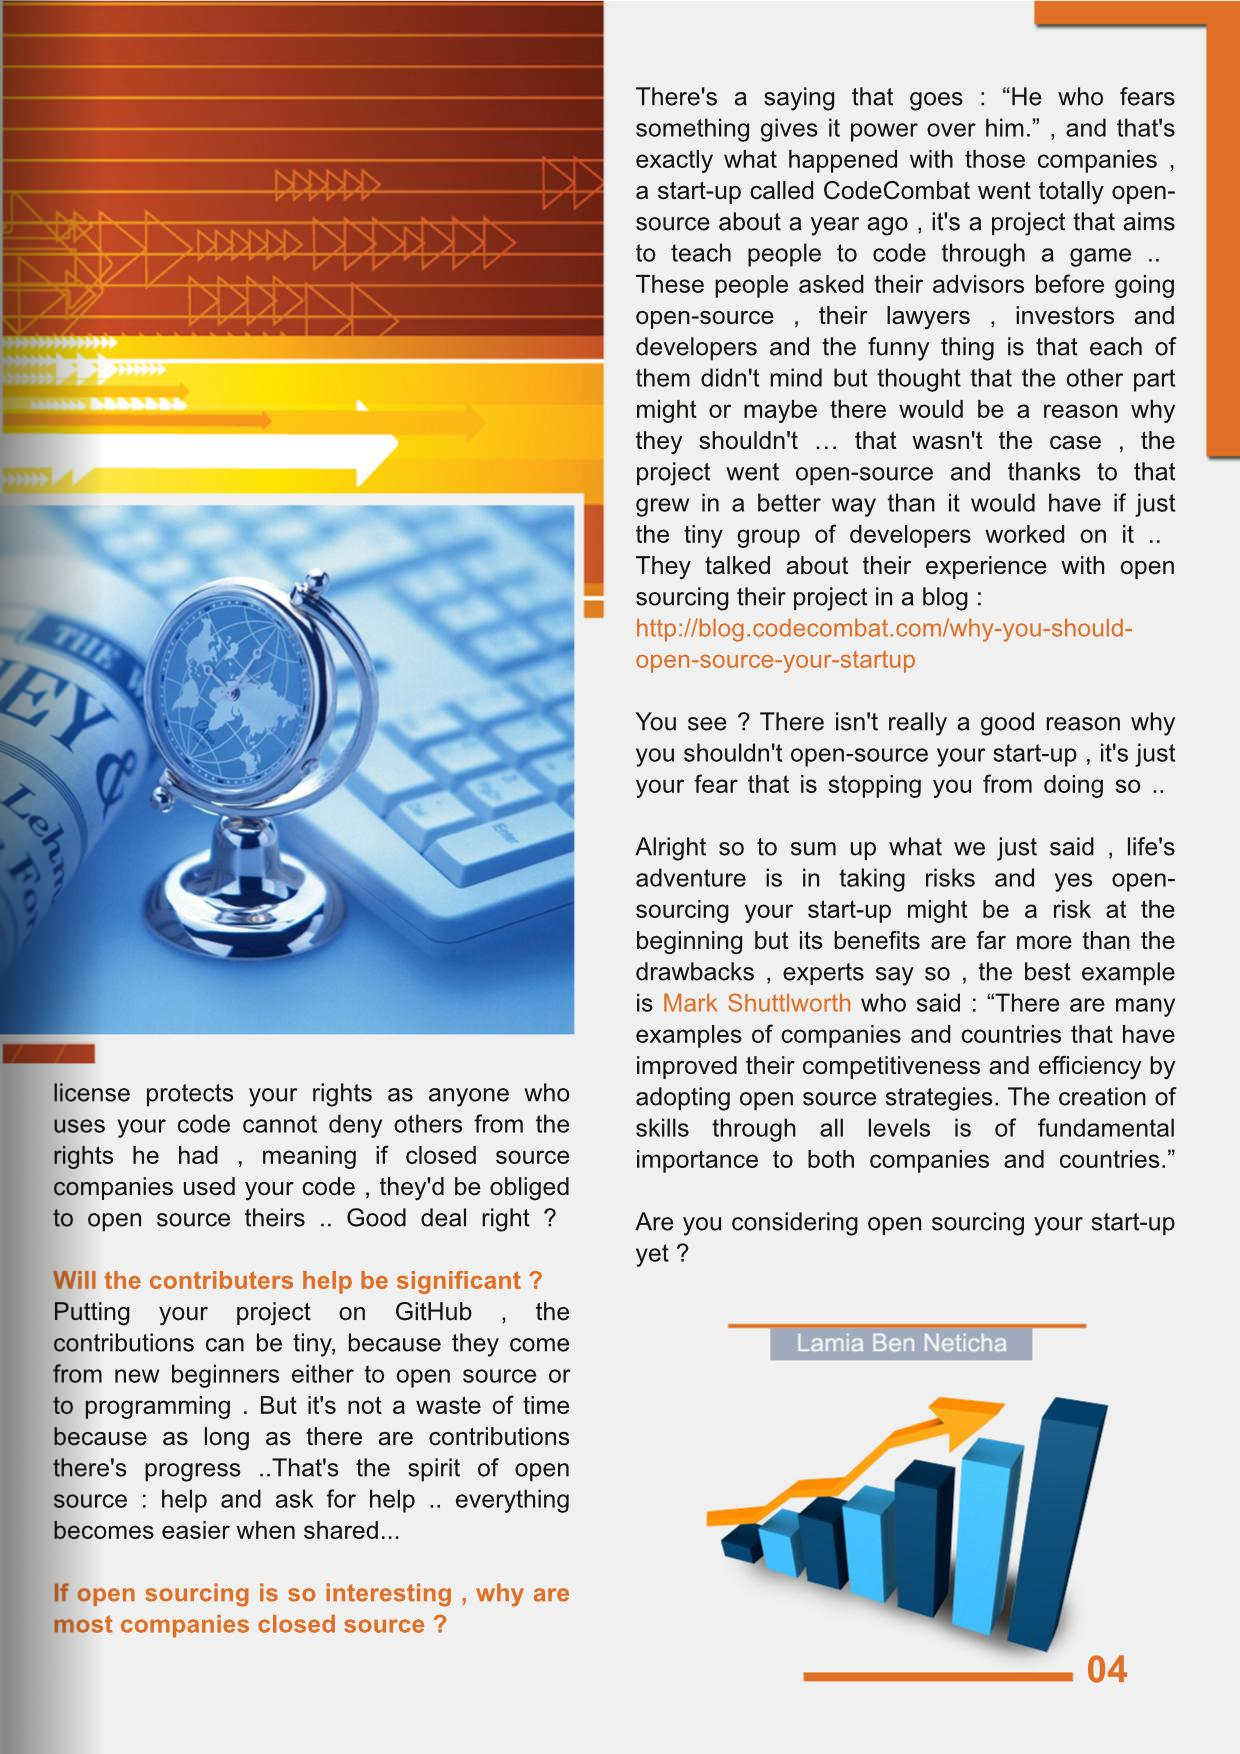 THE W
EY &
Lehm
For
Enter
license protects your rights as anyone who
uses your code cannot deny others from the
rights he had , meaning if closed source
companies used your code , they'd be obliged
to open source theirs .. Good deal right ?
Will the contributers help be significant ?
Putting your project on GitHub , the
contributions can be tiny, because they come
from new beginners either to open source or
to programming . But it's not a waste of time
because as long as there are contributions
there's progress ..That's the spirit of open
source : help and ask for help .. everything
becomes easier when shared...
If open sourcing is so interesting , why are
most companies closed source ?
There's a saying that goes : “He who fears
something gives it power over him.” , and that's
exactly what happened with those companies ,
a start-up called CodeCombat went totally open-
source about a year ago , it's a project that aims
to teach people to code through a game ..
These people asked their advisors before going
open-source , their lawyers , investors and
developers and the funny thing is that each of
them didn't mind but thought that the other part
might or maybe there would be a reason why
they shouldn't … that wasn't the case , the
project went open-source and thanks to that
grew in a better way than it would have if just
the tiny group of developers worked on it ..
They talked about their experience with open
sourcing their project in a blog :
http://blog.codecombat.com/why-you-should-
open-source-your-startup
You see ? There isn't really a good reason why
you shouldn't open-source your start-up , it's just
your fear that is stopping you from doing so ..
Alright so to sum up what we just said , life's
adventure is in taking risks and yes open-
sourcing your start-up might be a risk at the
beginning but its benefits are far more than the
drawbacks , experts say so , the best example
is Mark Shuttlworth who said : “There are many
examples of companies and countries that have
improved their competitiveness and efficiency by
adopting open source strategies. The creation of
skills through all levels is of fundamental
importance to both companies and countries.”
Are you considering open sourcing your start-up
yet ?
Lamia Ben Neticha
04